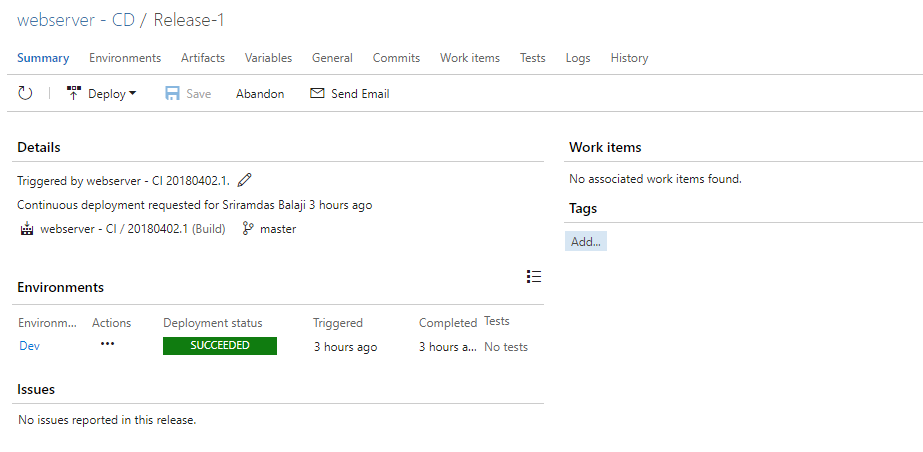 webserver - CD / Release-1
Summary Environments Artifacts Variables General Commits Work items Tests Logs History
Deploy Save Abandon Send Email
Details
Triggered by webserver - CI 20180402.1.
Continuous deployment requested for Sriramdas Balaji 3 hours ago
webserver - CI / 20180402.1 (Build) master
Environments
Environm... Actions Deployment status Triggered Completed Tests
Dev ••• SUCCEEDED 3 hours ago 3 hours a... No tests
Issues
No issues reported in this release.
Work items
No associated work items found.
Tags
Add...